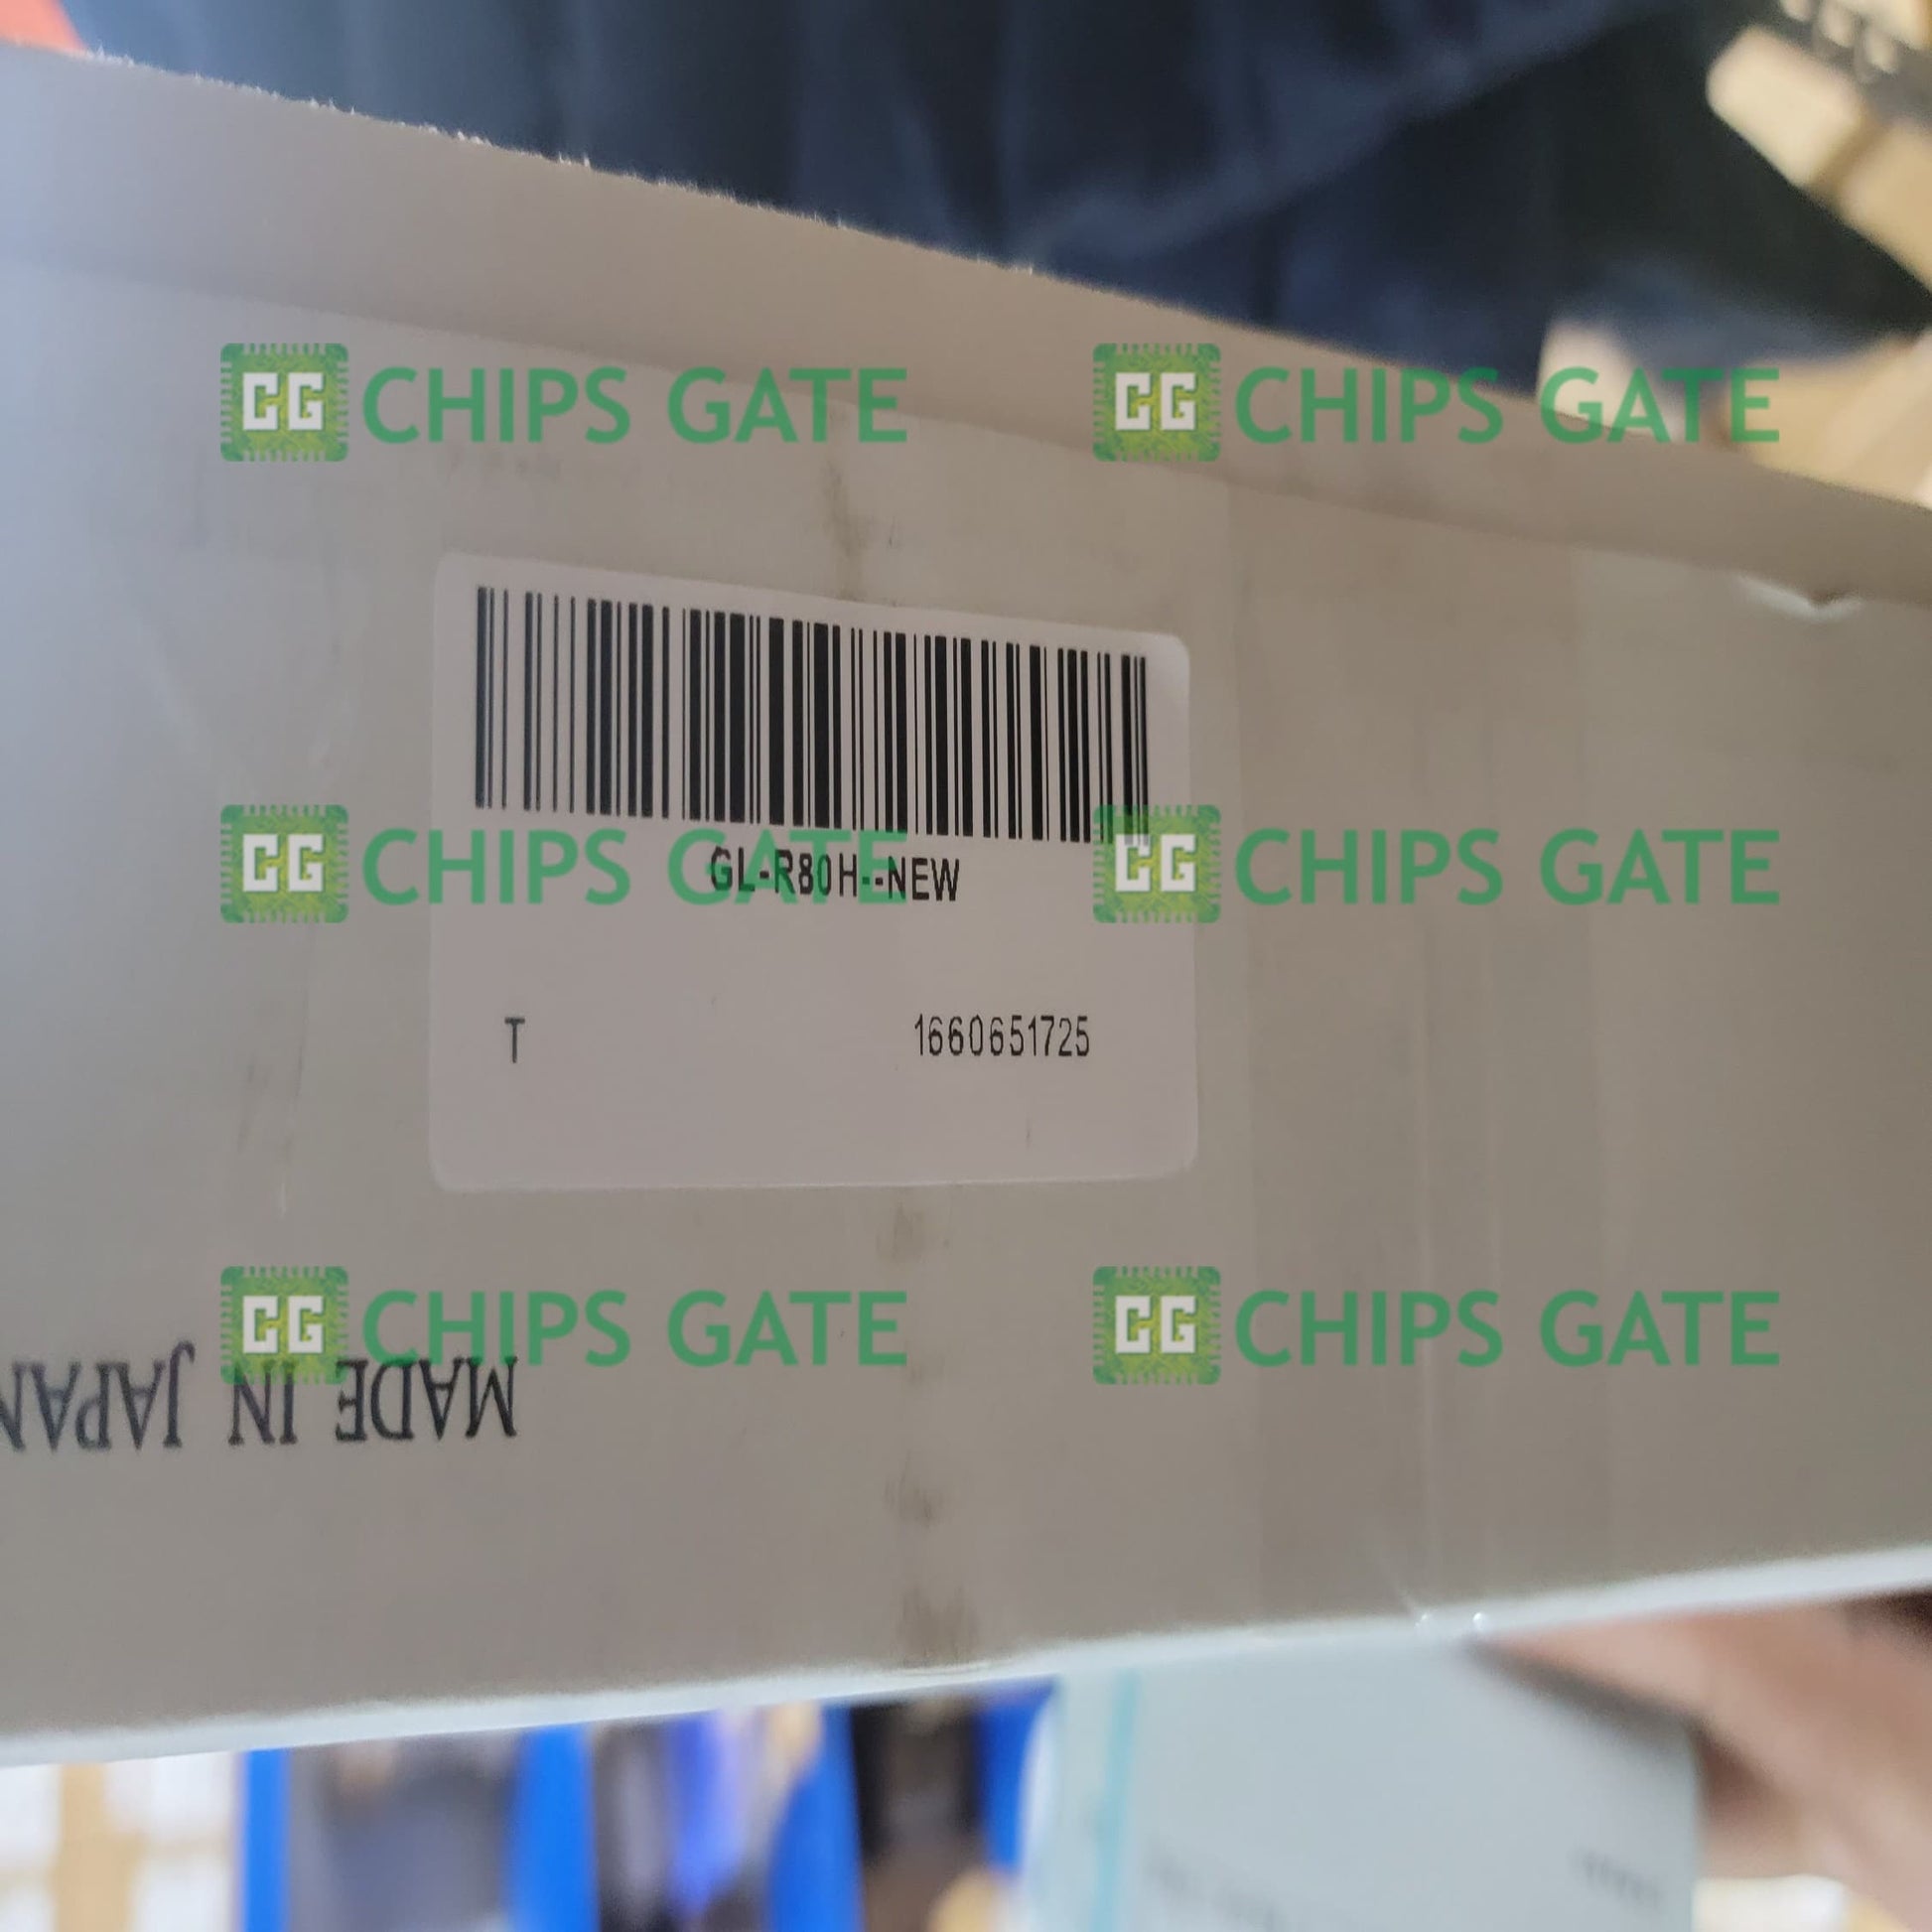 CG CHIPS GATE
CG CHIPS GATE
CG CHIPS GATE
CG CHIPS GATE
GL-R80H--NEW
T 1660651725
CG CHIPS GATE
CG CHIPS GATE
MADE IN JAPAN